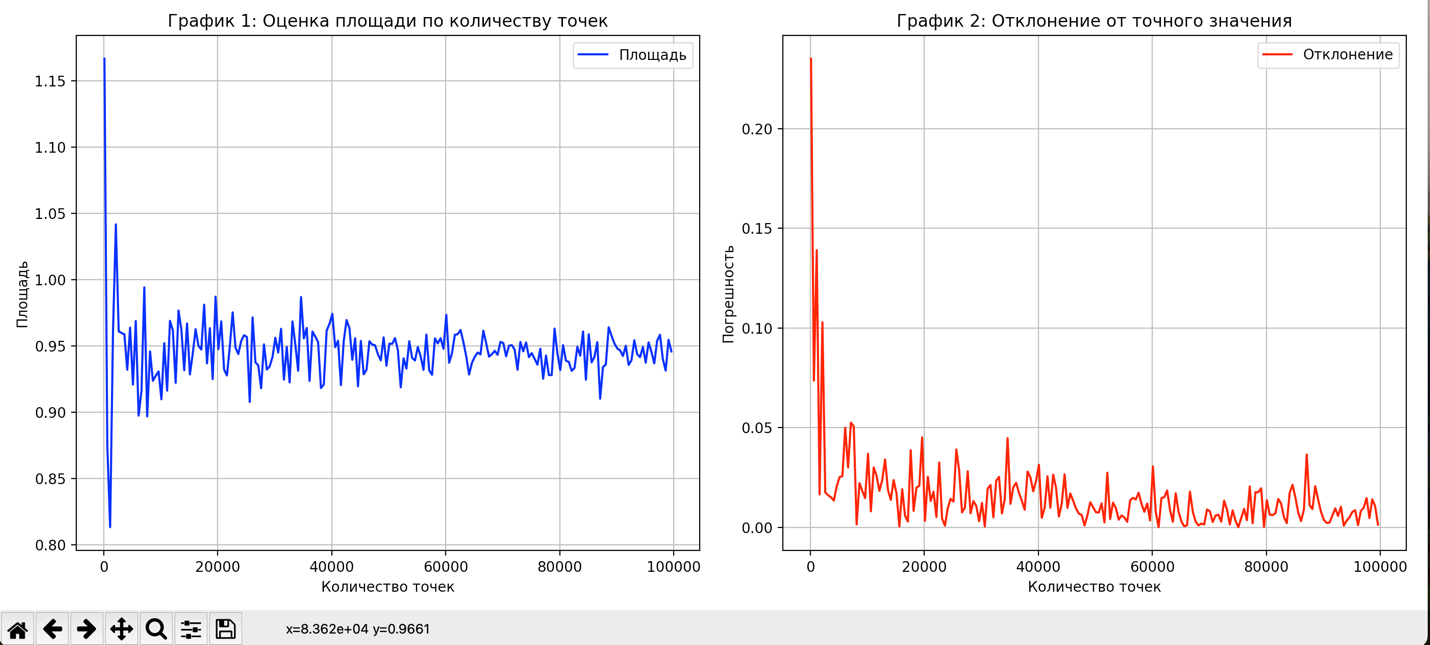 График 1: Оценка площади по количеству точек
Площадь
1.15
1.10
1.05
1.00
0.95
0.90
0.85
0.80
Площадь
0
20000
40000
60000
80000
100000
Количество точек
График 2: Отклонение от точного значения
Отклонение
0.20
0.15
0.10
0.05
0.00
Погрешность
0
20000
40000
60000
80000
100000
Количество точек
x=8.362e+04 y=0.9661